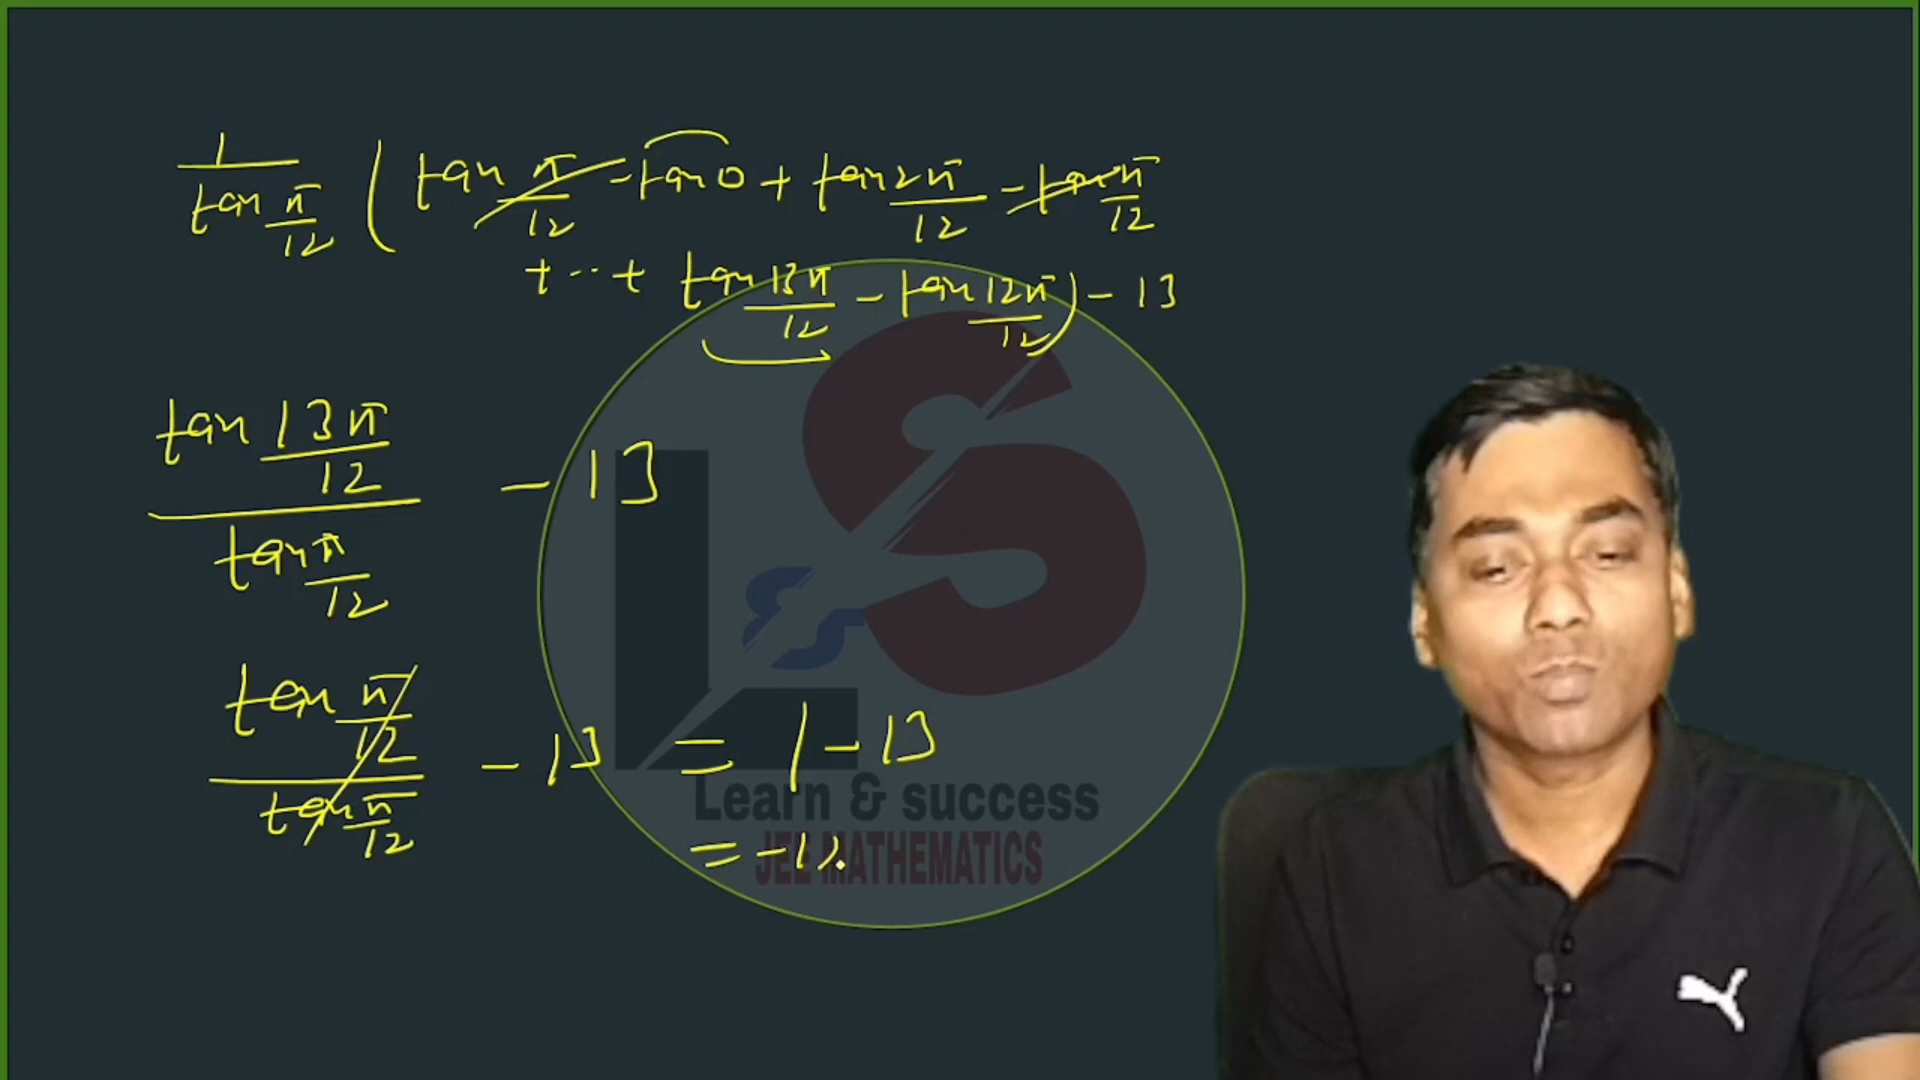 1/tan π/12 ( tan π/12 - tan 0 + tan 2π/12 - tan π/12
+ ... + tan 13π/12 - tan 12π/12 ) - 13
tan 13π/12 / tan π/12 - 13
tan π/12 / tan π/12 - 13 = 1 - 13
= -12
L&S
Learn & success
JEE MATHEMATICS